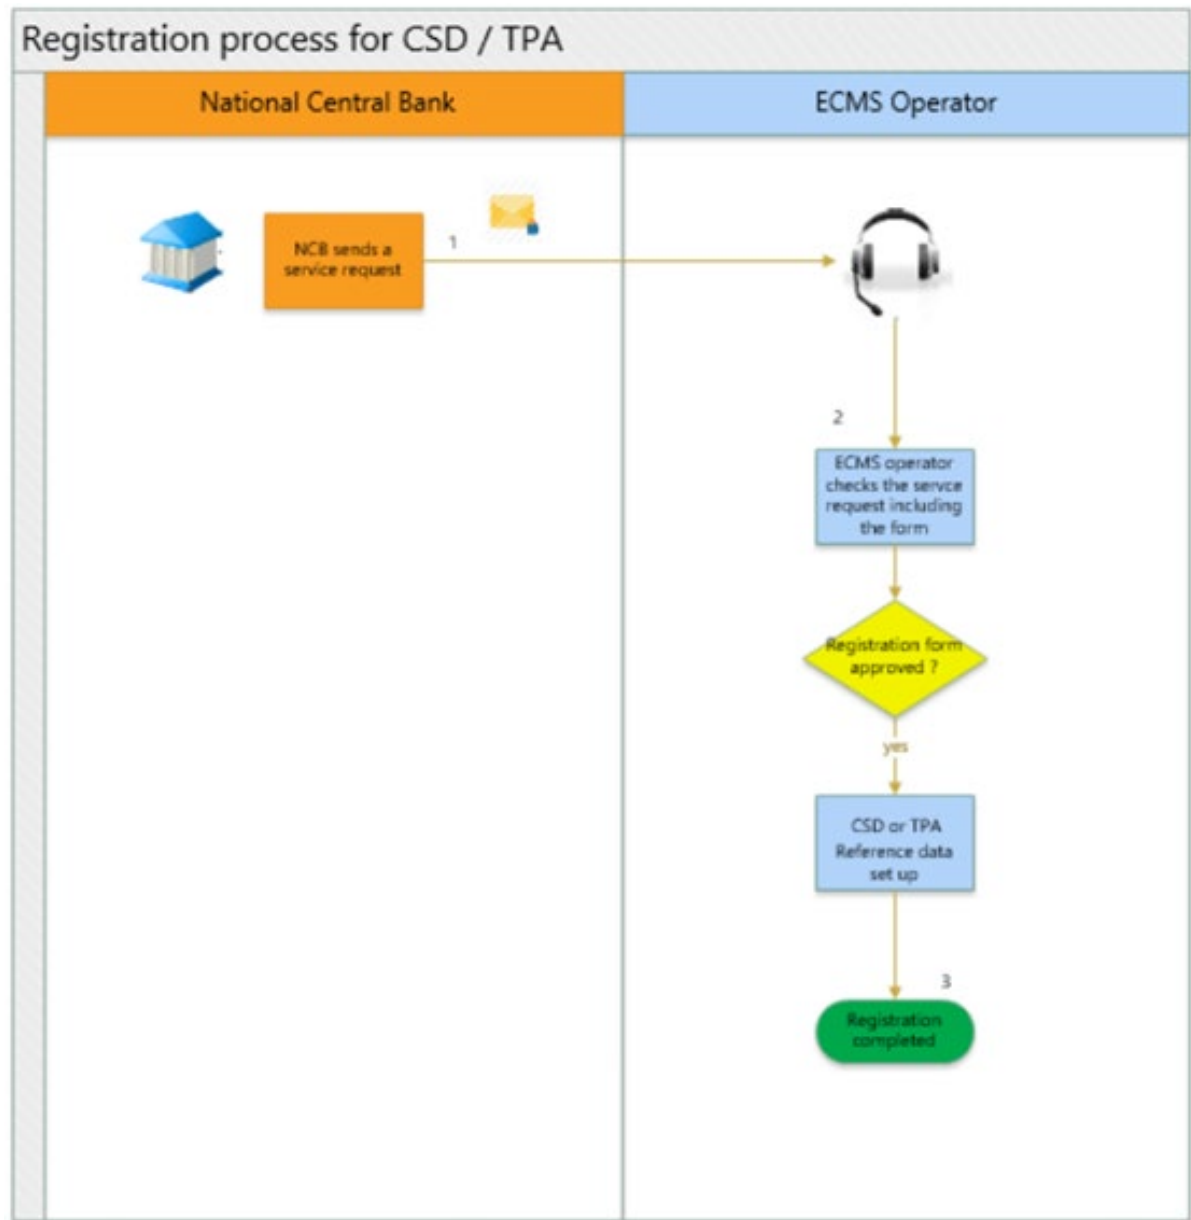 Registration process for CSD / TPA
National Central Bank
ECMS Operator
NCB sends a
service request
1
2
ECMS operator
checks the servce
request including
the form
Registration form
approved ?
yes
CSD or TPA
Reference data
set up
3
Registration
completed